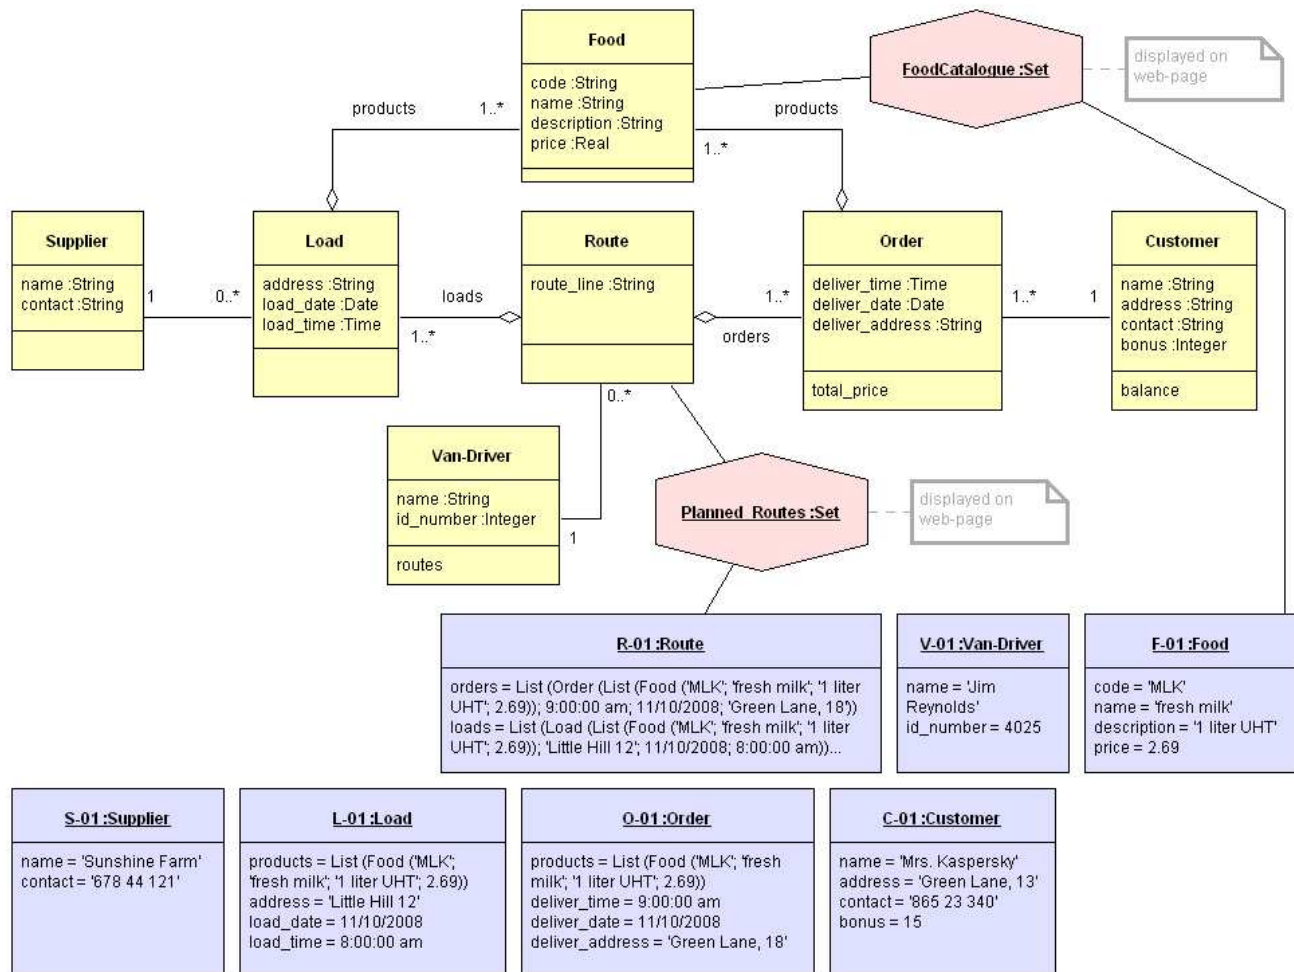 Food
code :String
name :String
description :String
price :Real
FoodCatalogue :Set
displayed on
web-page
products
1..*
products
1..*
Supplier
name :String
contact :String
1
0..*
Load
address :String
load_date :Date
load_time :Time
loads
1..*
Route
route_line :String
1..*
orders
Order
deliver_time :Time
deliver_date :Date
deliver_address :String
total_price
1..*
1
Customer
name :String
address :String
contact :String
bonus :Integer
balance
0..*
Van-Driver
name :String
id_number :Integer
routes
1
Planned_Routes :Set
displayed on
web-page
R-01 :Route
orders = List (Order (List (Food ('MLK'; 'fresh milk'; '1 liter
UHT'; 2.69)); 9:00:00 am; 11/10/2008; 'Green Lane, 18'))
loads = List (Load (List (Food ('MLK'; 'fresh milk'; '1 liter
UHT'; 2.69)); 'Little Hill 12'; 11/10/2008; 8:00:00 am))...
V-01 :Van-Driver
name = 'Jim
Reynolds'
id_number = 4025
F-01 :Food
code = 'MLK'
name = 'fresh milk'
description = '1 liter UHT'
price = 2.69
S-01 :Supplier
name = 'Sunshine Farm'
contact = '678 44 121'
L-01 :Load
products = List (Food ('MLK';
'fresh milk'; '1 liter UHT'; 2.69))
address = 'Little Hill 12'
load_date = 11/10/2008
load_time = 8:00:00 am
O-01 :Order
products = List (Food ('MLK'; 'fresh
milk'; '1 liter UHT'; 2.69))
deliver_time = 9:00:00 am
deliver_date = 11/10/2008
deliver_address = 'Green Lane, 18'
C-01 :Customer
name = 'Mrs. Kaspersky'
address = 'Green Lane, 13'
contact = '865 23 340'
bonus = 15